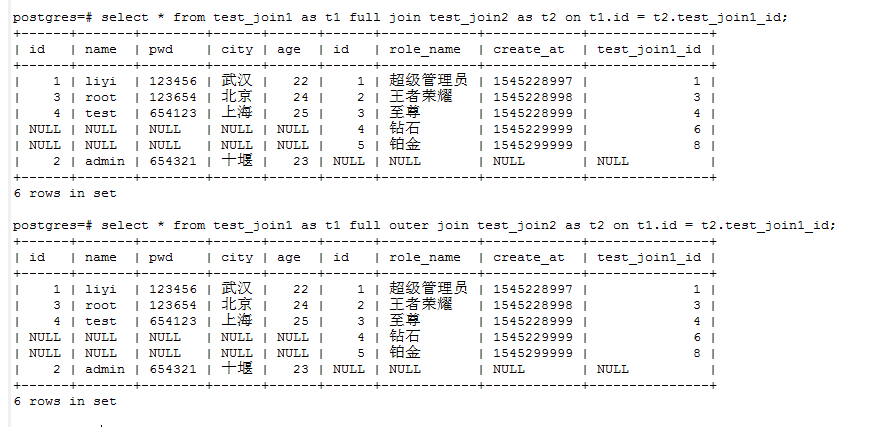 postgres=# select * from test_join1 as t1 full join test_join2 as t2 on t1.id = t2.test_join1_id;
+------+-------+--------+------+------+------+------------+------------+---------------+
| id   | name  | pwd    | city | age  | id   | role_name  | create_at  | test_join1_id |
+------+-------+--------+------+------+------+------------+------------+---------------+
|    1 | liyi  | 123456 | 武汉 |   22 |    1 | 超级管理员 | 1545228997 |             1 |
|    3 | root  | 123654 | 北京 |   24 |    2 | 王者荣耀   | 1545228998 |             3 |
|    4 | test  | 654123 | 上海 |   25 |    3 | 至尊       | 1545228999 |             4 |
| NULL | NULL  | NULL   | NULL | NULL |    4 | 钻石       | 1545229999 |             6 |
| NULL | NULL  | NULL   | NULL | NULL |    5 | 铂金       | 1545299999 |             8 |
|    2 | admin | 654321 | 十堰 |   23 | NULL | NULL       | NULL       | NULL          |
+------+-------+--------+------+------+------+------------+------------+---------------+
6 rows in set
postgres=# select * from test_join1 as t1 full outer join test_join2 as t2 on t1.id = t2.test_join1_id;
+------+-------+--------+------+------+------+------------+------------+---------------+
| id   | name  | pwd    | city | age  | id   | role_name  | create_at  | test_join1_id |
+------+-------+--------+------+------+------+------------+------------+---------------+
|    1 | liyi  | 123456 | 武汉 |   22 |    1 | 超级管理员 | 1545228997 |             1 |
|    3 | root  | 123654 | 北京 |   24 |    2 | 王者荣耀   | 1545228998 |             3 |
|    4 | test  | 654123 | 上海 |   25 |    3 | 至尊       | 1545228999 |             4 |
| NULL | NULL  | NULL   | NULL | NULL |    4 | 钻石       | 1545229999 |             6 |
| NULL | NULL  | NULL   | NULL | NULL |    5 | 铂金       | 1545299999 |             8 |
|    2 | admin | 654321 | 十堰 |   23 | NULL | NULL       | NULL       | NULL          |
+------+-------+--------+------+------+------+------------+------------+---------------+
6 rows in set